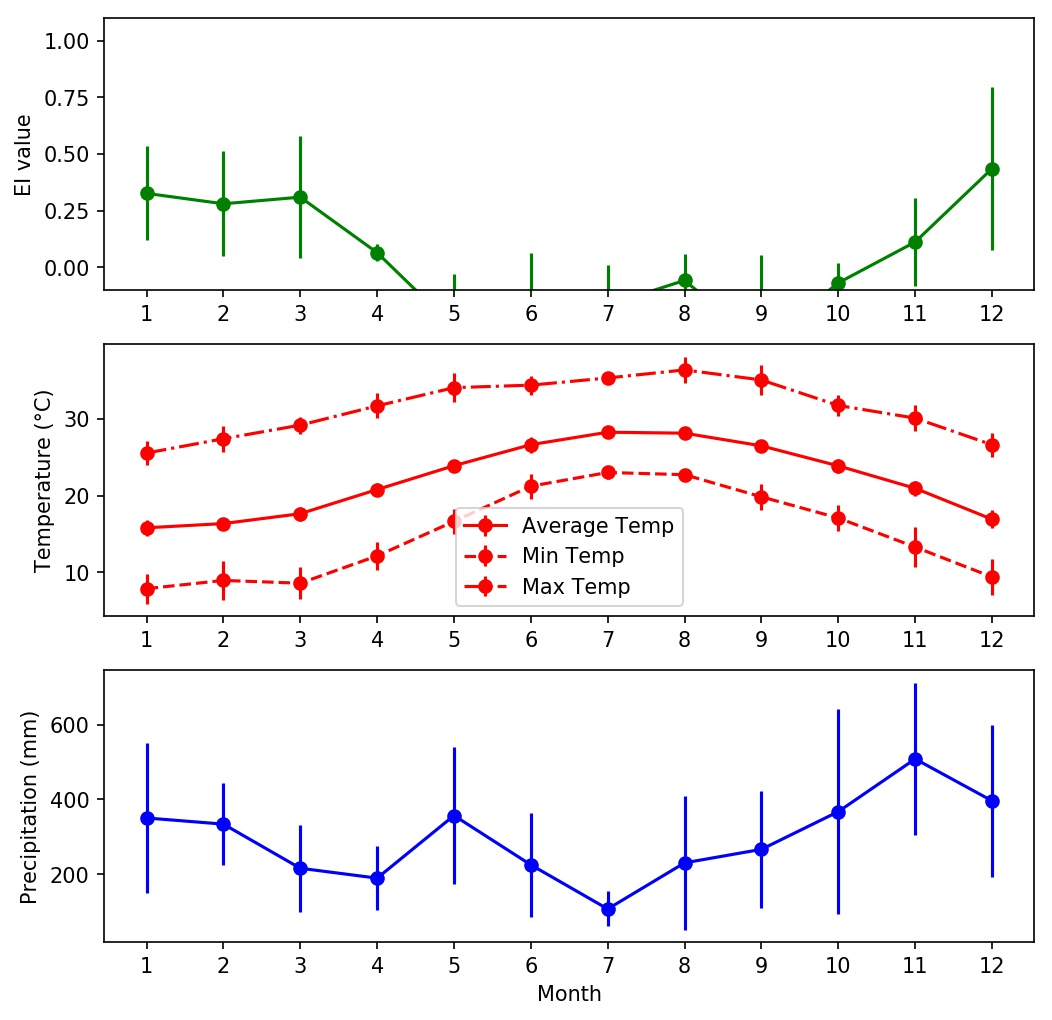 EI value
1.00
0.75
0.50
0.25
0.00
1 2 3 4 5 6 7 8 9 10 11 12
Temperature (°C)
30
20
10
Average Temp
Min Temp
Max Temp
1 2 3 4 5 6 7 8 9 10 11 12
Precipitation (mm)
600
400
200
1 2 3 4 5 6 7 8 9 10 11 12
Month